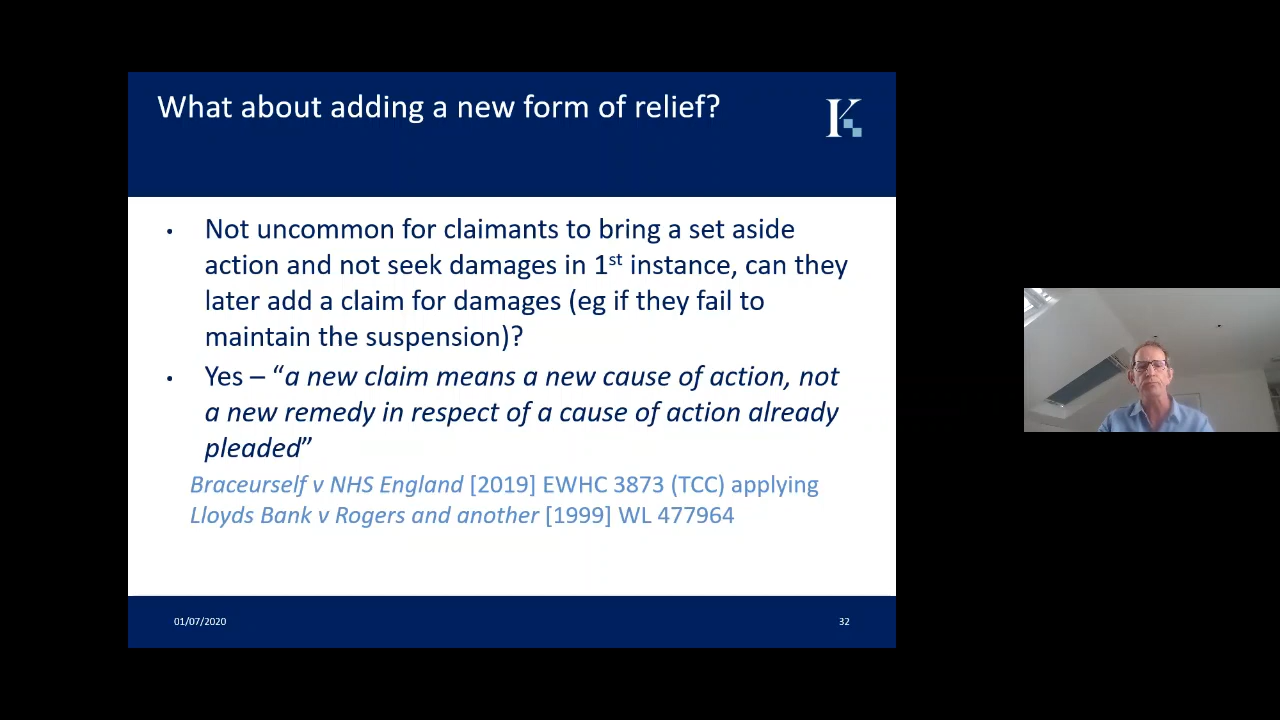 What about adding a new form of relief?
K
• Not uncommon for claimants to bring a set aside
action and not seek damages in 1st instance, can they
later add a claim for damages (eg if they fail to
maintain the suspension)?
• Yes – “a new claim means a new cause of action, not
a new remedy in respect of a cause of action already
pleaded”
Braceurself v NHS England [2019] EWHC 3873 (TCC) applying
Lloyds Bank v Rogers and another [1999] WL 477964
01/07/2020
32